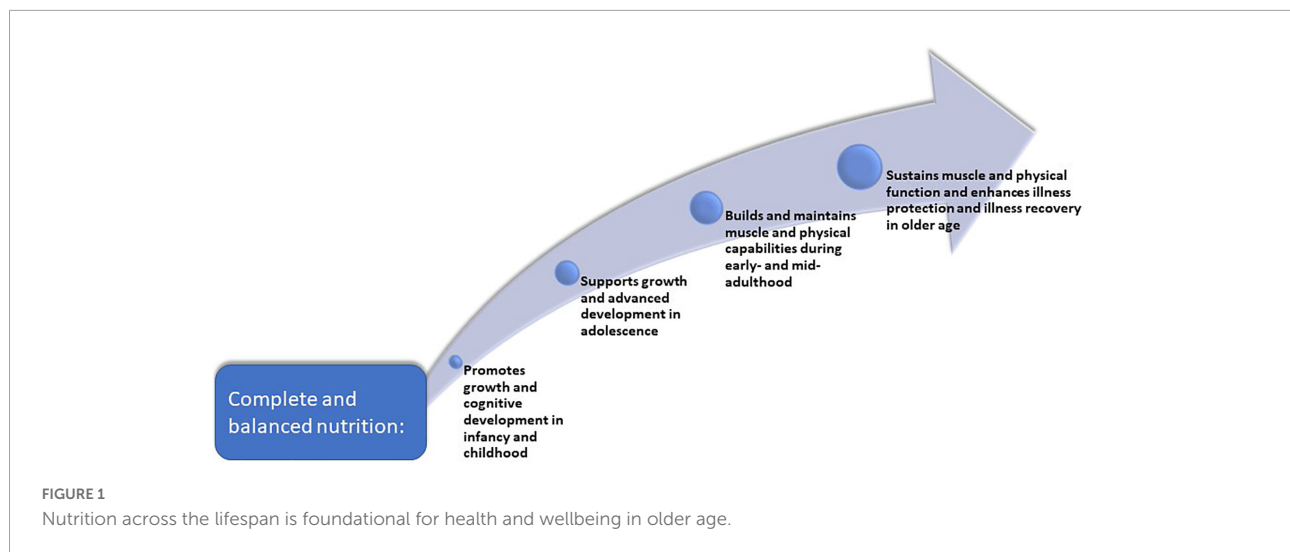 Complete and
balanced nutrition:
Promotes
growth and
cognitive
development in
infancy and
childhood
Supports growth
and advanced
development in
adolescence
Builds and maintains
muscle and physical
capabilities during
early- and mid-
adulthood
Sustains muscle and physical
function and enhances illness
protection and illness recovery
in older age
FIGURE 1
Nutrition across the lifespan is foundational for health and wellbeing in older age.